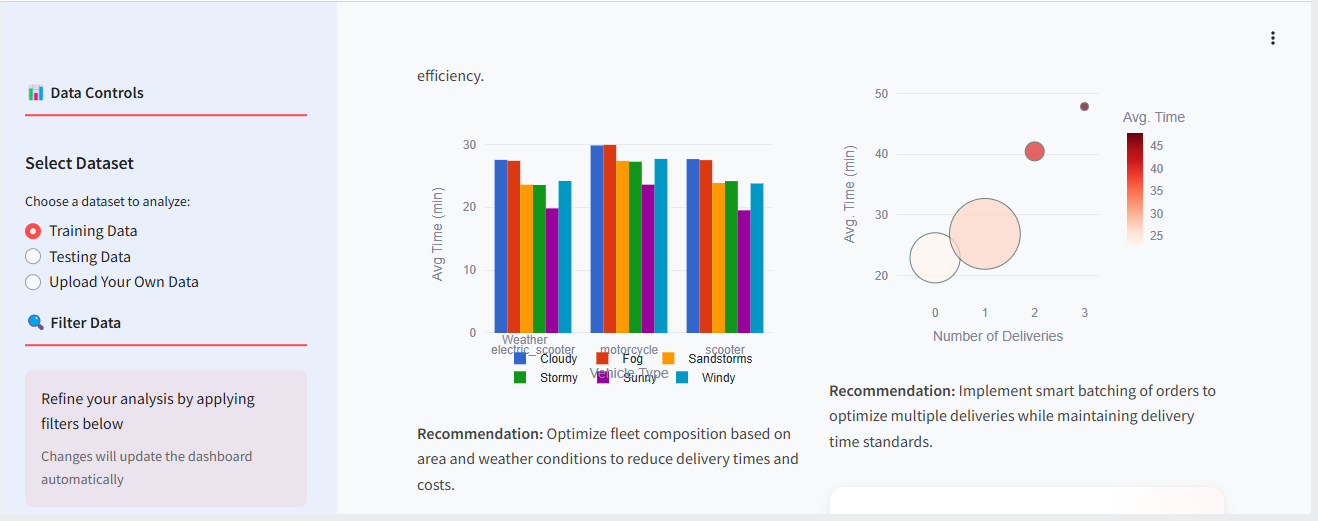 Data Controls
Select Dataset
Choose a dataset to analyze:
Training Data
Testing Data
Upload Your Own Data
Filter Data
Refine your analysis by applying
filters below
Changes will update the dashboard
automatically
efficiency.
30
20
10
0
Avg Time (min)
electric_scooter
motorcycle
scooter
Vehicle Type
Weather
Cloudy
Fog
Sandstorms
Stormy
Sunny
Windy
Recommendation: Optimize fleet composition based on
area and weather conditions to reduce delivery times and
costs.
50
40
30
20
Avg. Time (min)
0
1
2
3
Number of Deliveries
Avg. Time
45
40
35
30
25
Recommendation: Implement smart batching of orders to
optimize multiple deliveries while maintaining delivery
time standards.